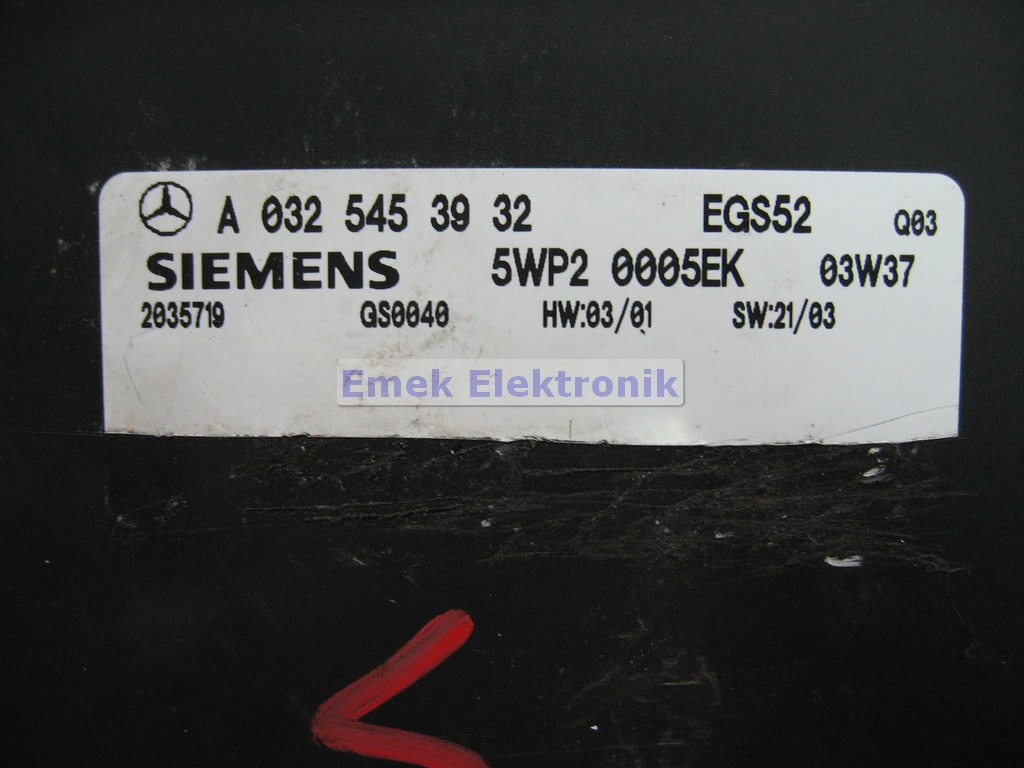 A 032 545 39 32 EGS52 Q03
SIEMENS 5WP2 0005EK 03W37
2035719 QS0040 HW:03/01 SW:21/03
Emek Elektronik